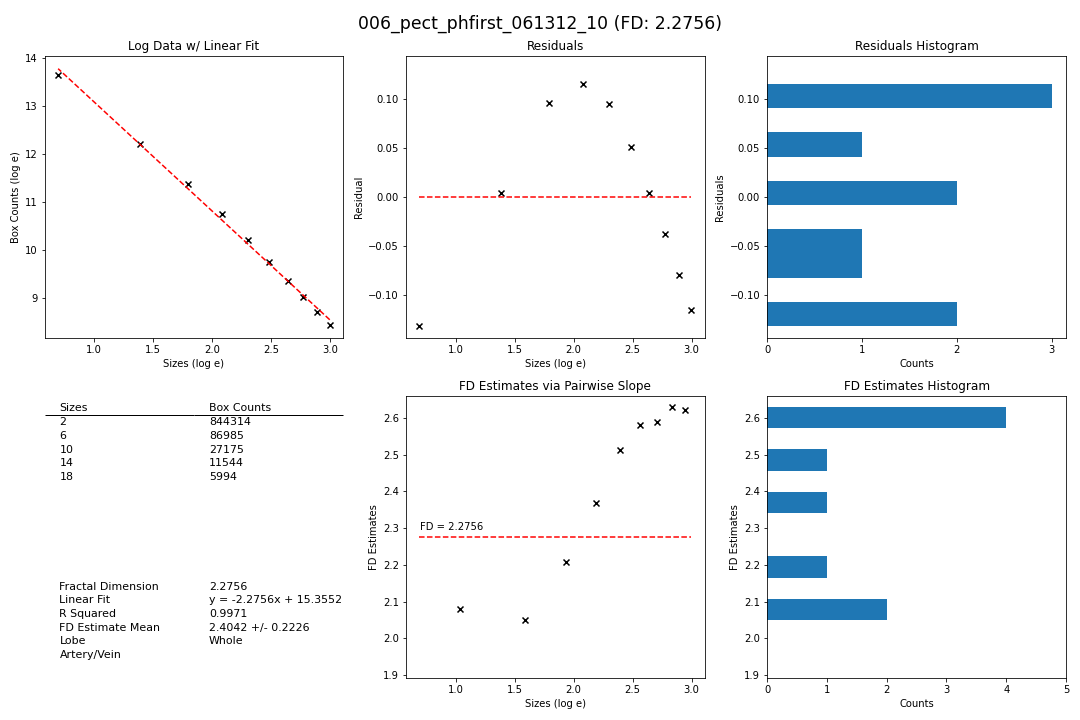 006_pect_phfirst_061312_10 (FD: 2.2756)
Log Data w/ Linear Fit
14
13
12
11
10
9
Box Counts (log e)
1.0 1.5 2.0 2.5 3.0
Sizes (log e)
Residuals
0.10
0.05
0.00
−0.05
−0.10
Residual
1.0 1.5 2.0 2.5 3.0
Sizes (log e)
Residuals Histogram
0.10
0.05
0.00
−0.05
−0.10
Residuals
0 1 2 3
Counts
Sizes Box Counts
2 844314
6 86985
10 27175
14 11544
18 5994
Fractal Dimension 2.2756
Linear Fit y = -2.2756x + 15.3552
R Squared 0.9971
FD Estimate Mean 2.4042 +/- 0.2226
Lobe Whole
Artery/Vein
FD Estimates via Pairwise Slope
2.6
2.5
2.4
2.3
2.2
2.1
2.0
1.9
FD Estimates
FD = 2.2756
1.0 1.5 2.0 2.5 3.0
Sizes (log e)
FD Estimates Histogram
2.6
2.5
2.4
2.3
2.2
2.1
2.0
1.9
FD Estimates
0 1 2 3 4 5
Counts